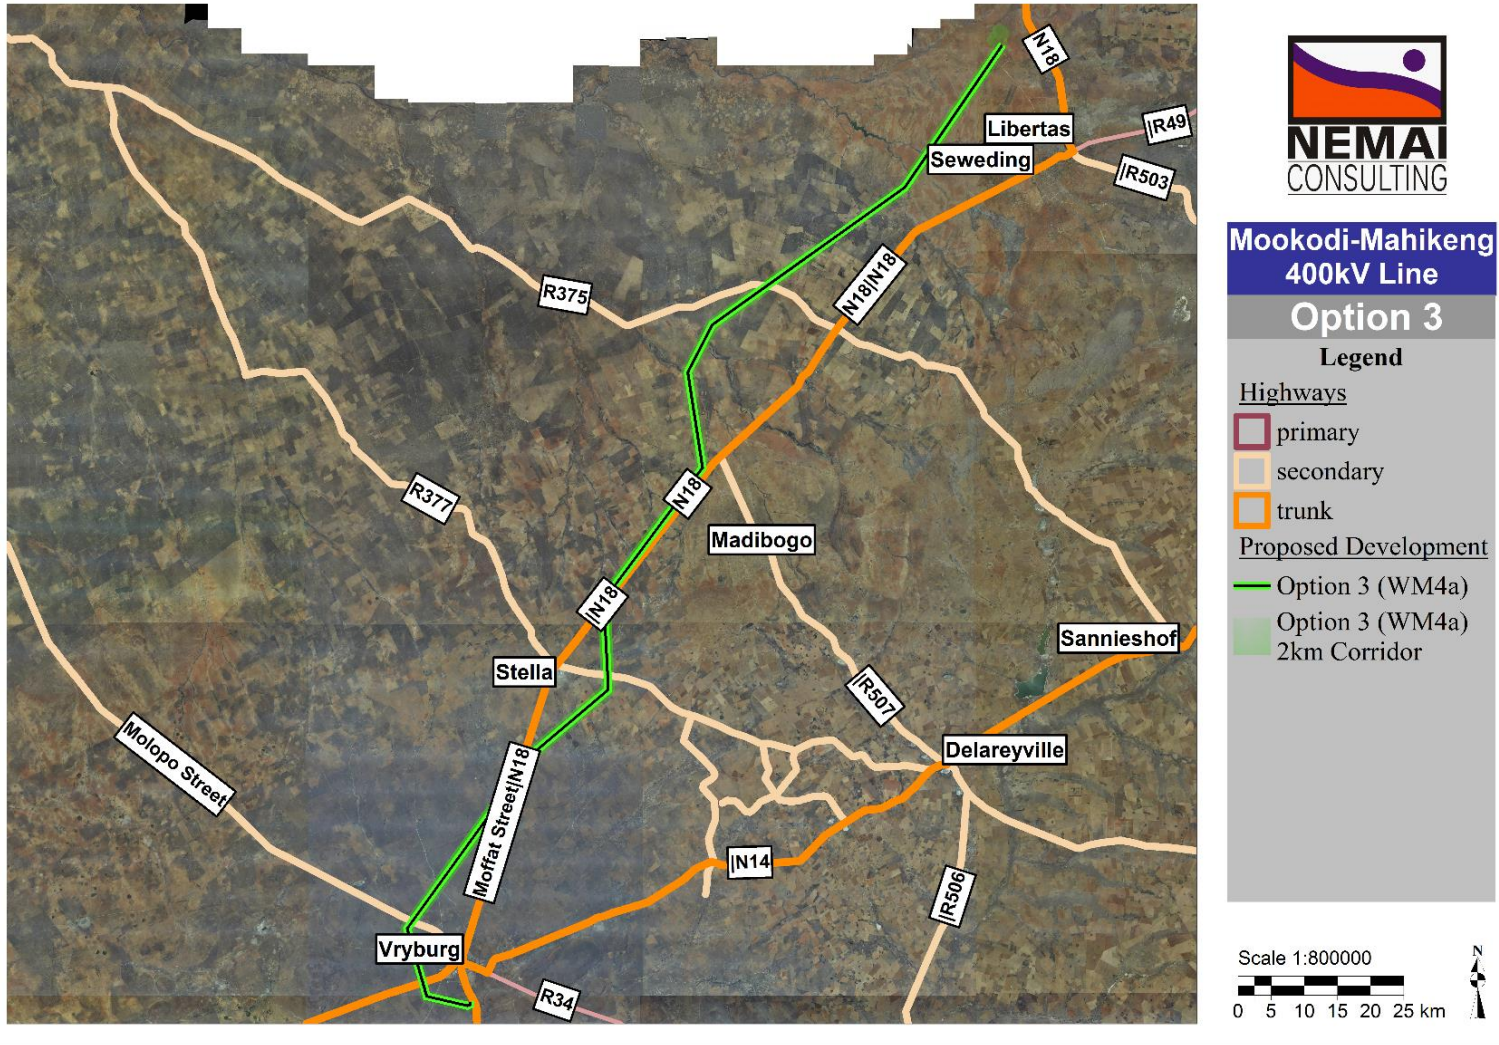 N18
Libertas
|R49
Seweding
|R503
N18|N18
R375
N18
R377
Madibogo
|N18
Sannieshof
Stella
|R507
Molopo Street
Delareyville
Moffat Street|N18
|N14
|R506
Vryburg
R34
NEMAI
CONSULTING
Mookodi-Mahikeng
400kV Line
Option 3
Legend
Highways
primary
secondary
trunk
Proposed Development
Option 3 (WM4a)
Option 3 (WM4a)
2km Corridor
Scale 1:800000
0 5 10 15 20 25 km
N